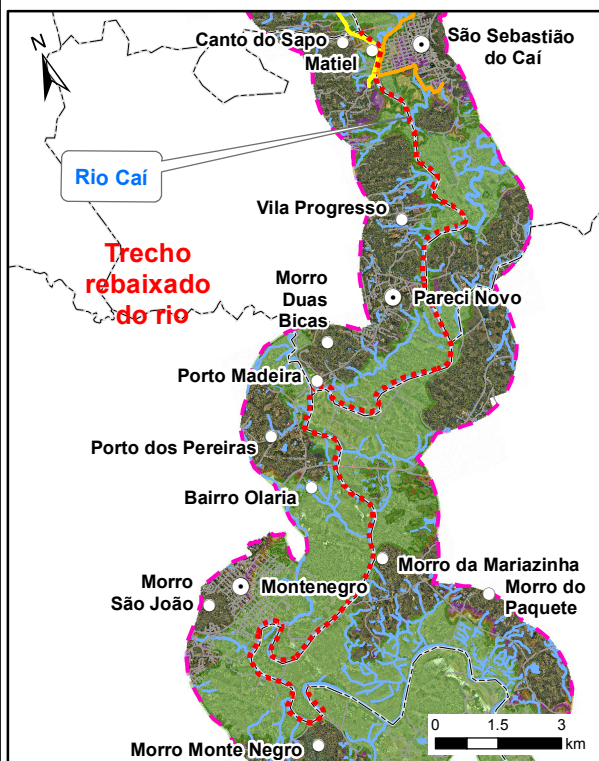 N
Canto do Sapo
São Sebastião
do Caí
Matiel
Rio Caí
Vila Progresso
Trecho
rebaixado
do rio
Morro
Duas
Bicas
Pareci Novo
Porto Madeira
Porto dos Pereiras
Bairro Olaria
Morro da Mariazinha
Morro do
Paquete
Montenegro
Morro
São João
0 1.5 3
km
Morro Monte Negro